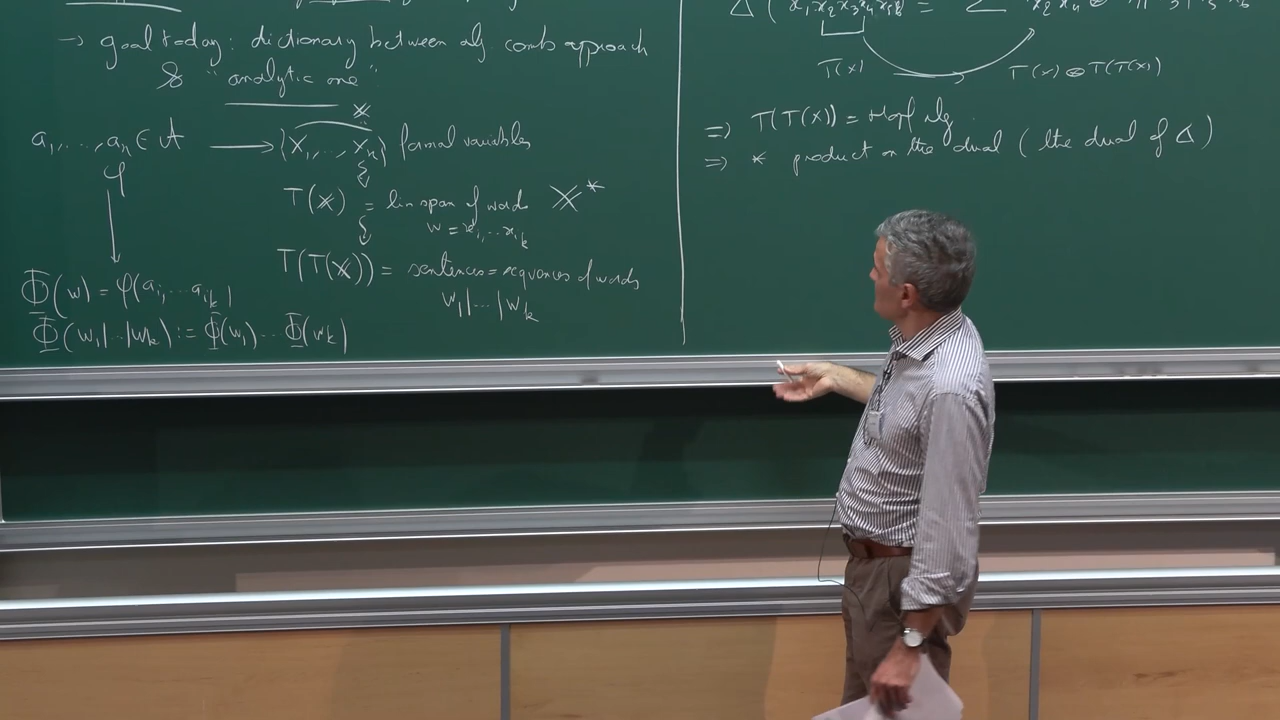 → goal today: dictionary between alg. comb. approach
& "analytic one"
a₁,...,aₙ ∈ A ⟶ {x₁,...,xₙ} formal variables
X
φ
T(X) = lin span of words X*
w = x_{i₁}...x_{iₖ}
T(T(X)) = sentences = sequences of words
w₁|...|wₖ
Φ(w) = φ(a_{i₁}...a_{iₖ})
Φ(w₁|...|wₖ) := Φ(w₁)...Φ(wₖ)
Δ(x₁x₂x₃x₄x₅x₆) = Σ x₂x₄ ⊗
T(X) ⟶ T(X) ⊗ T(T(X))
⇒ T(T(X)) = Hopf alg.
⇒ * product on the dual (the dual of Δ)